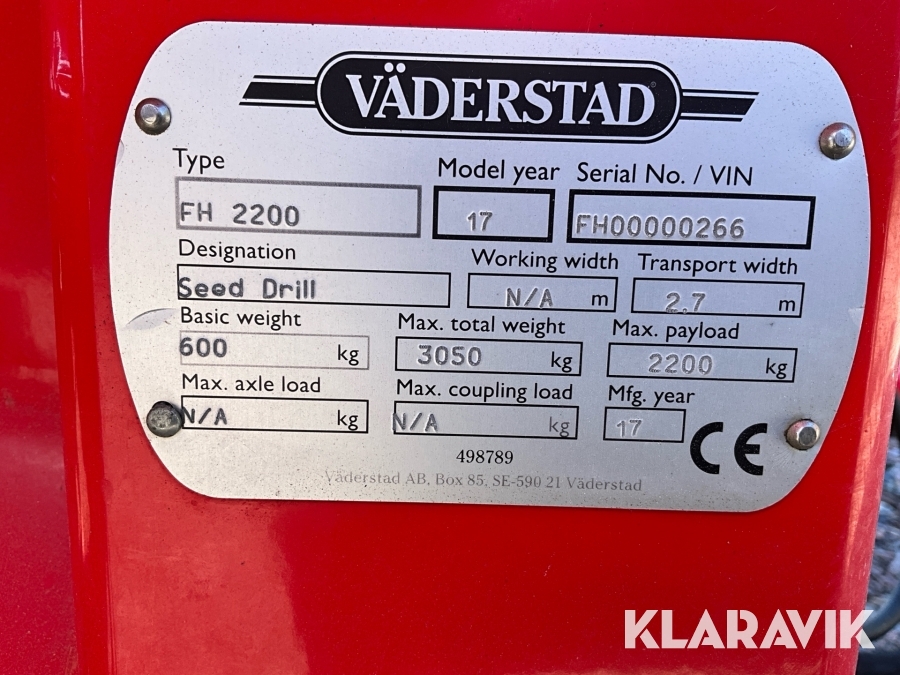 VÄDERSTAD
Type Model year Serial No. / VIN
FH 2200 17 FH00000266
Designation Working width Transport width
Seed Drill N/A m 2.7 m
Basic weight Max. total weight Max. payload
600 kg 3050 kg 2200 kg
Max. axle load Max. coupling load Mfg. year
N/A kg N/A kg 17
CE
498789
Väderstad AB, Box 85, SE-590 21 Väderstad
KLARAVIK